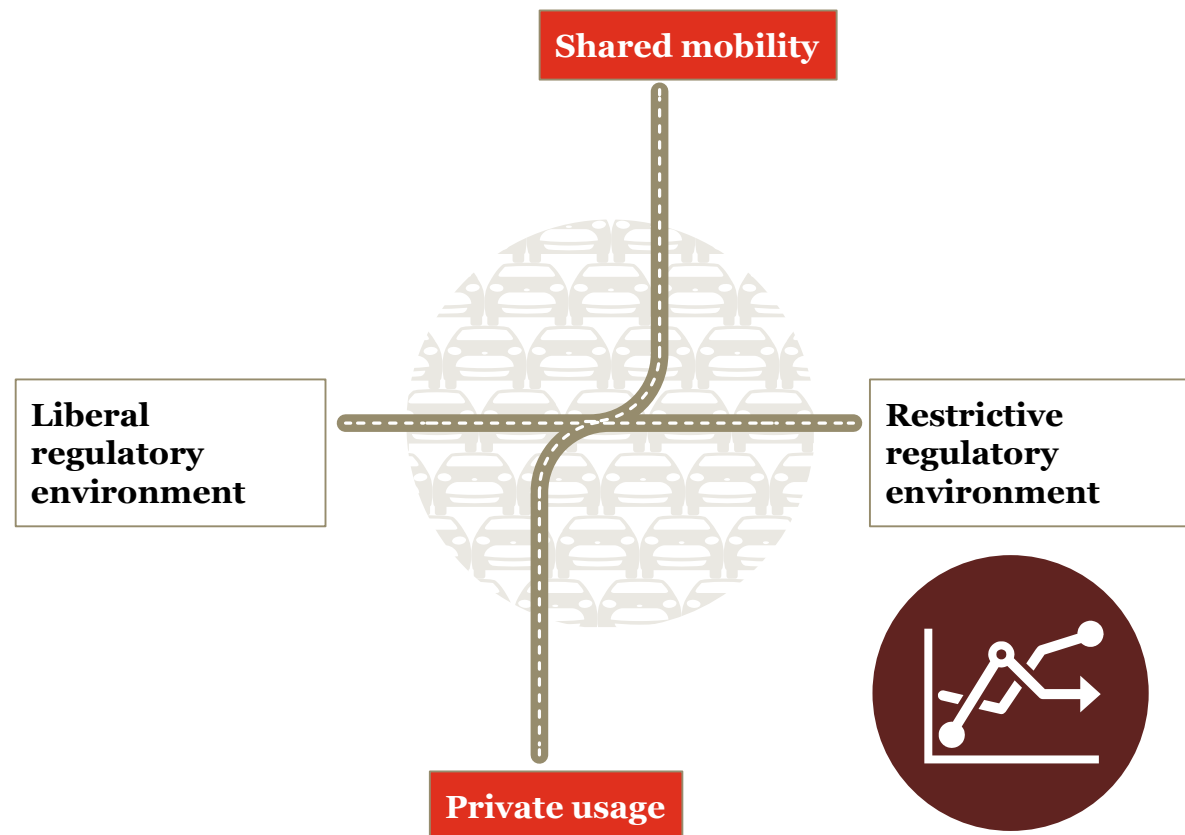 Shared mobility
Liberal
regulatory
environment
Restrictive
regulatory
environment
Private usage